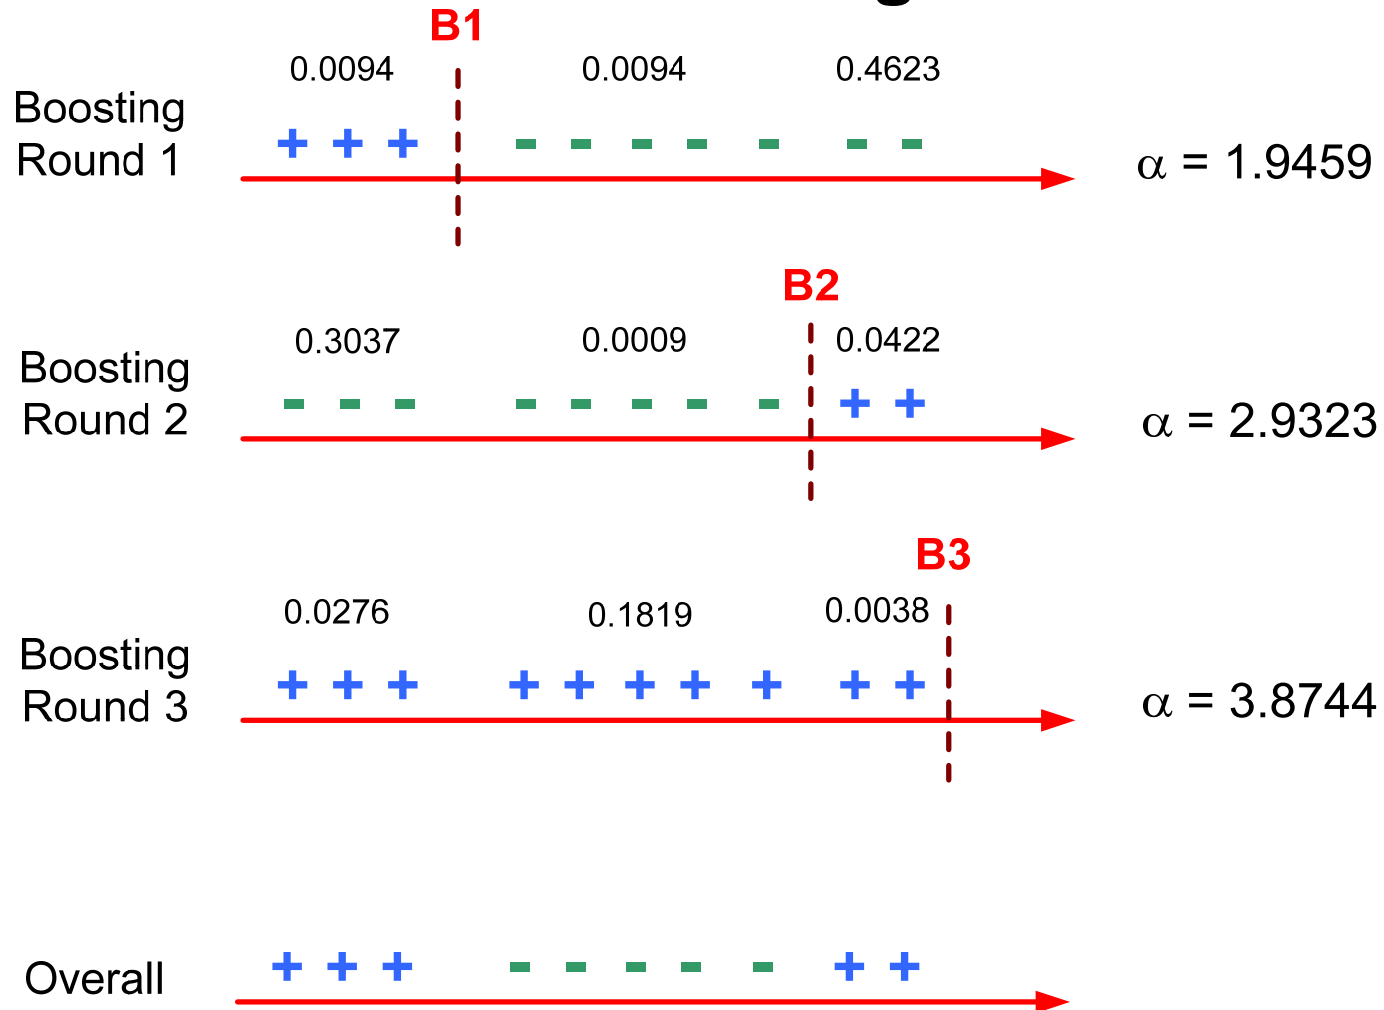 B1
0.0094 0.0094 0.4623
Boosting
Round 1
+ + + - - - - - - -
α = 1.9459
B2
0.3037 0.0009 0.0422
Boosting
Round 2
- - - - - - - - + +
α = 2.9323
B3
0.0276 0.1819 0.0038
Boosting
Round 3
+ + + + + + + + + +
α = 3.8744
Overall
+ + + - - - - - + +